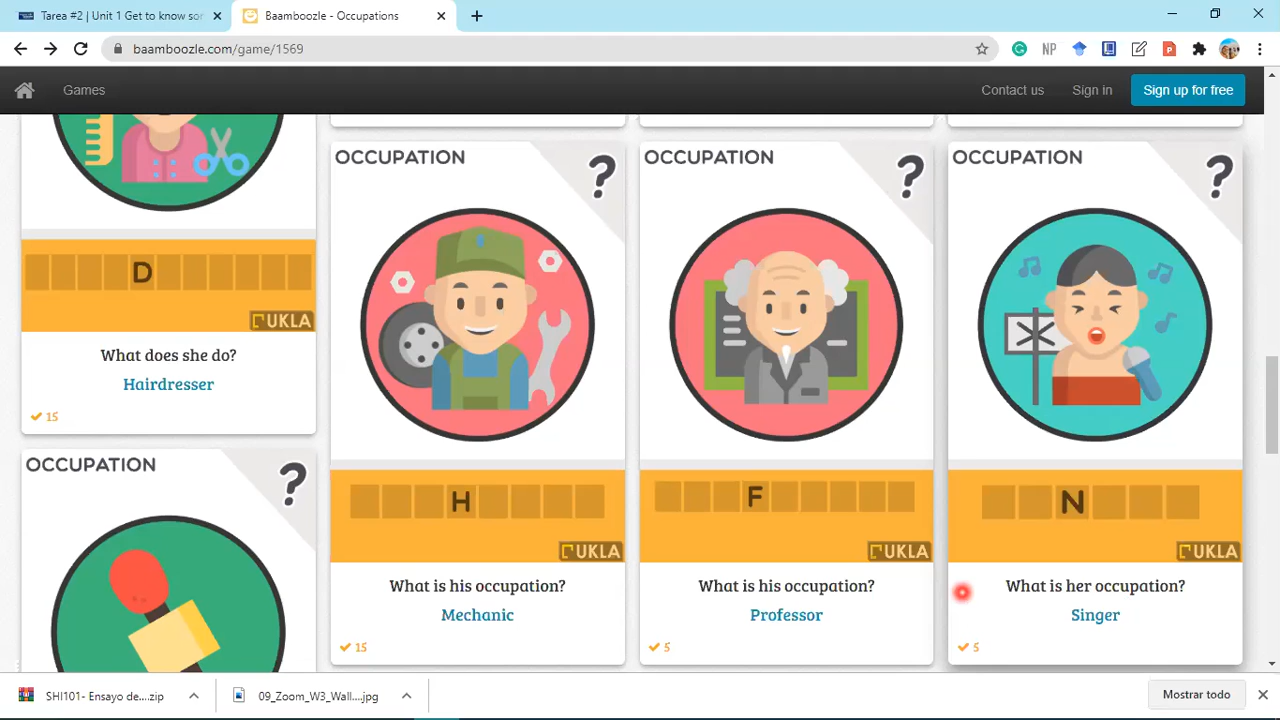 Tarea #2 | Unit 1 Get to know sor
Baamboozle - Occupations
baamboozle.com/game/1569
NP
Games
Contact us
Sign in
Sign up for free
D
UKLA
What does she do?
Hairdresser
15
OCCUPATION
?
OCCUPATION
?
H
UKLA
What is his occupation?
Mechanic
15
OCCUPATION
?
F
UKLA
What is his occupation?
Professor
5
OCCUPATION
?
N
UKLA
What is her occupation?
Singer
5
SHI101- Ensayo de....zip
09_Zoom_W3_Wall....jpg
Mostrar todo